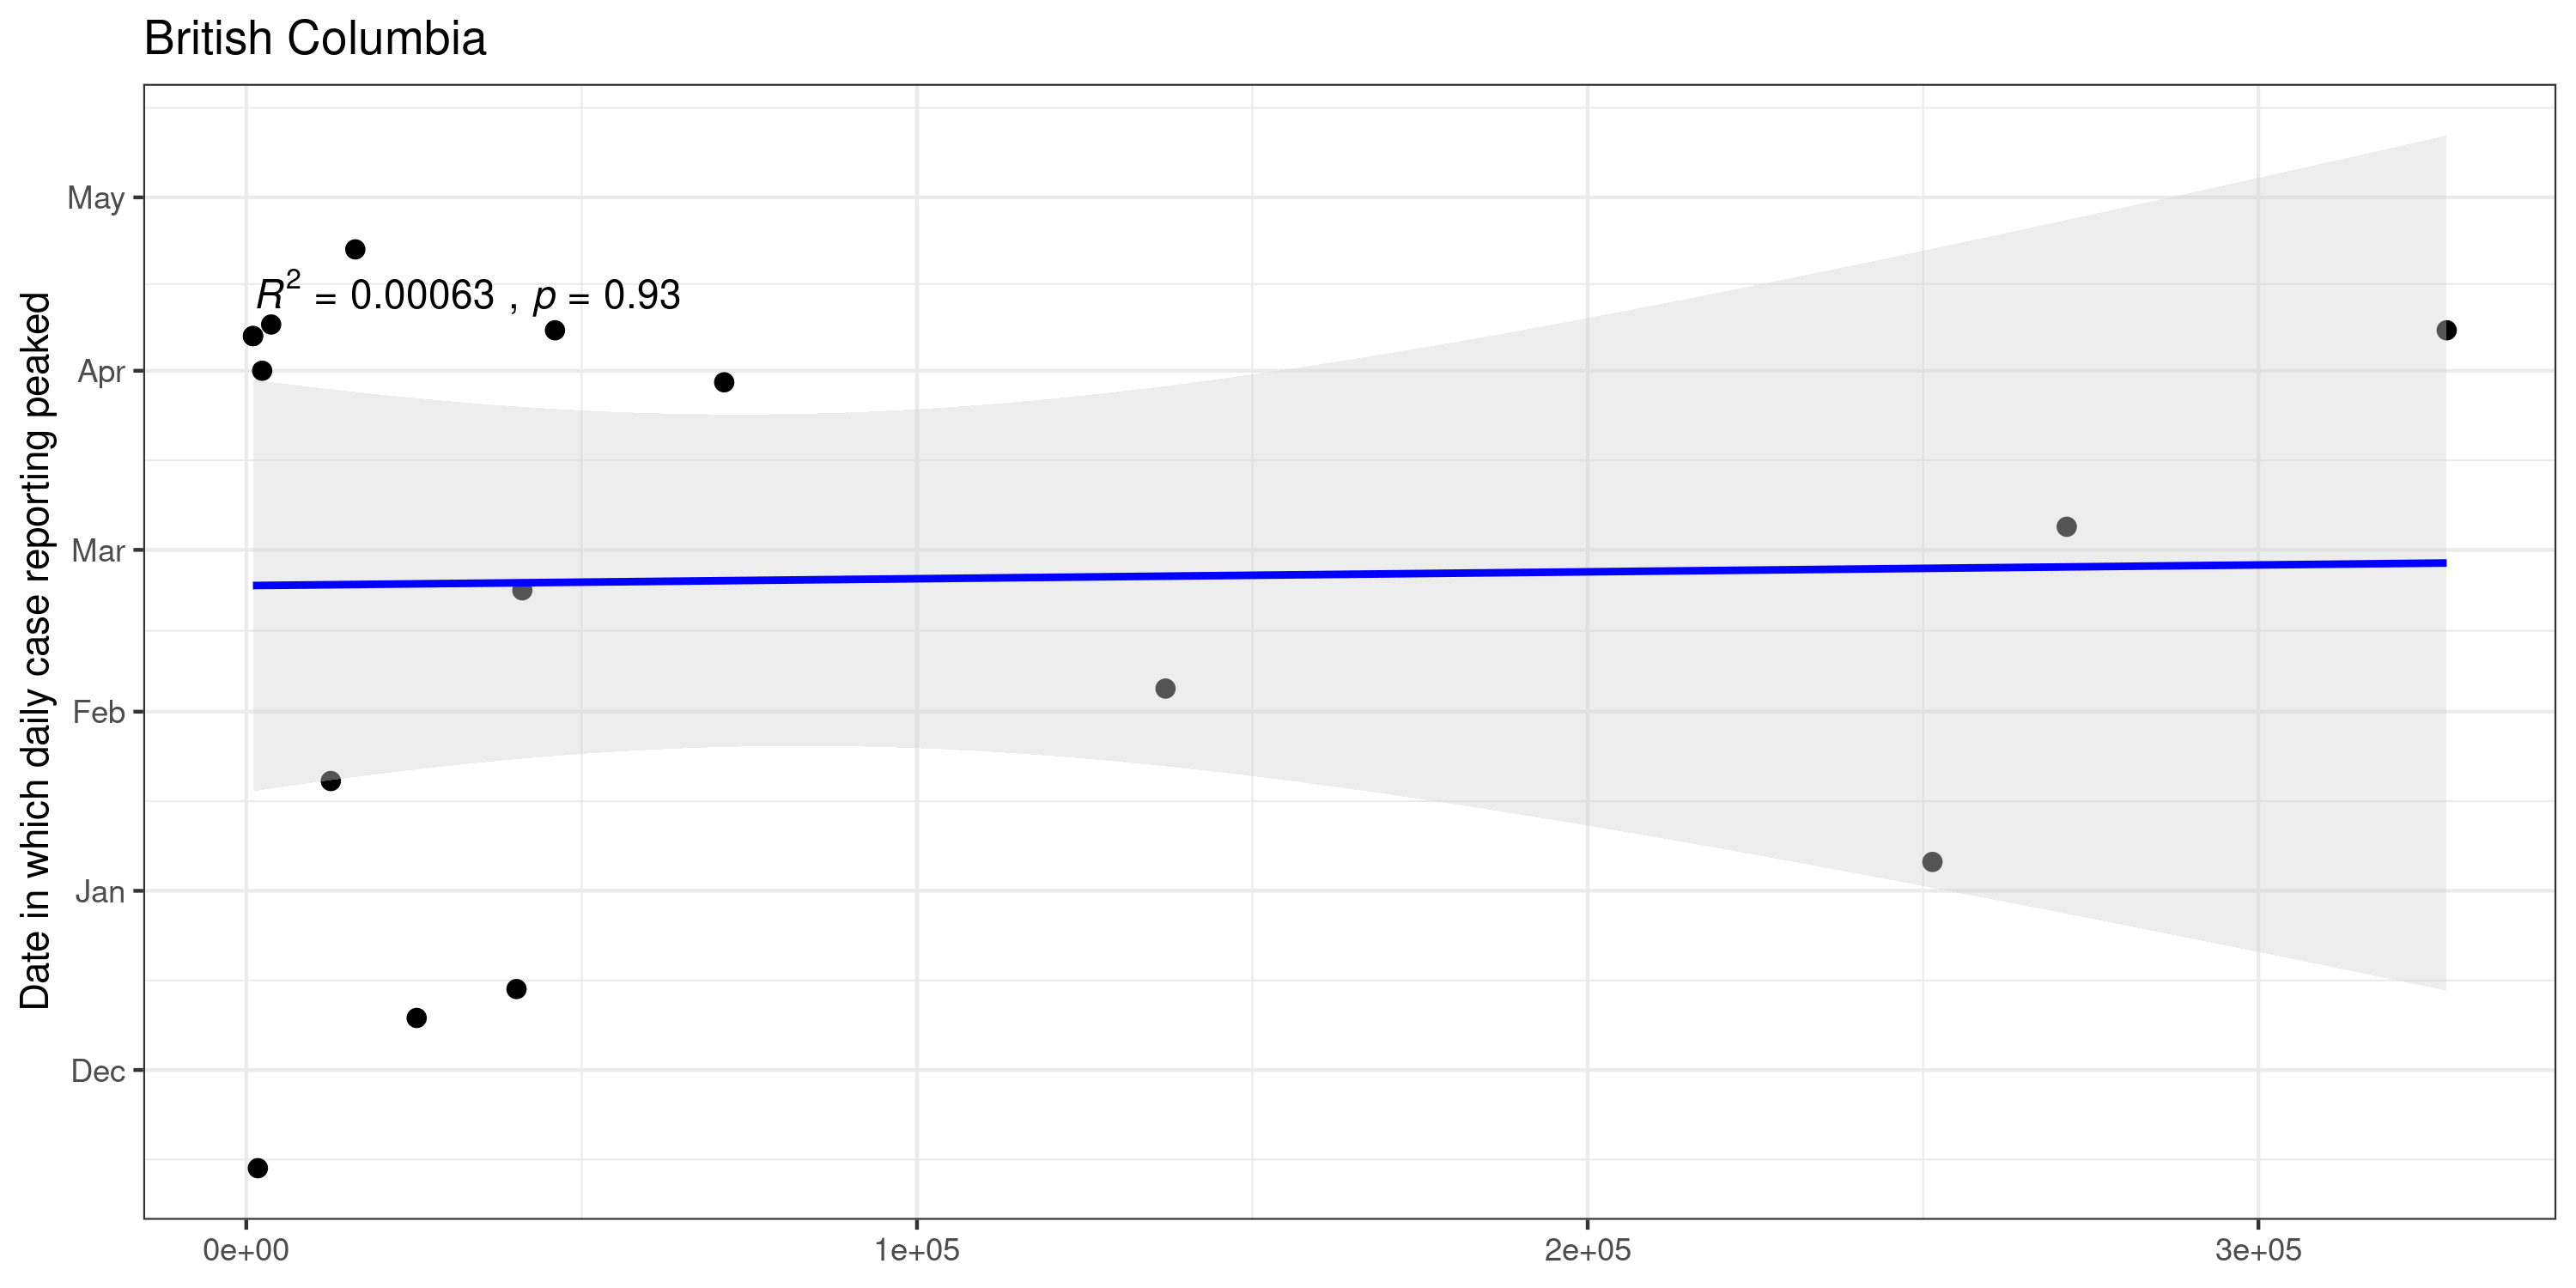 British Columbia
Date in which daily case reporting peaked
May
Apr
Mar
Feb
Jan
Dec
R² = 0.00063 , p = 0.93
0e+00 1e+05 2e+05 3e+05